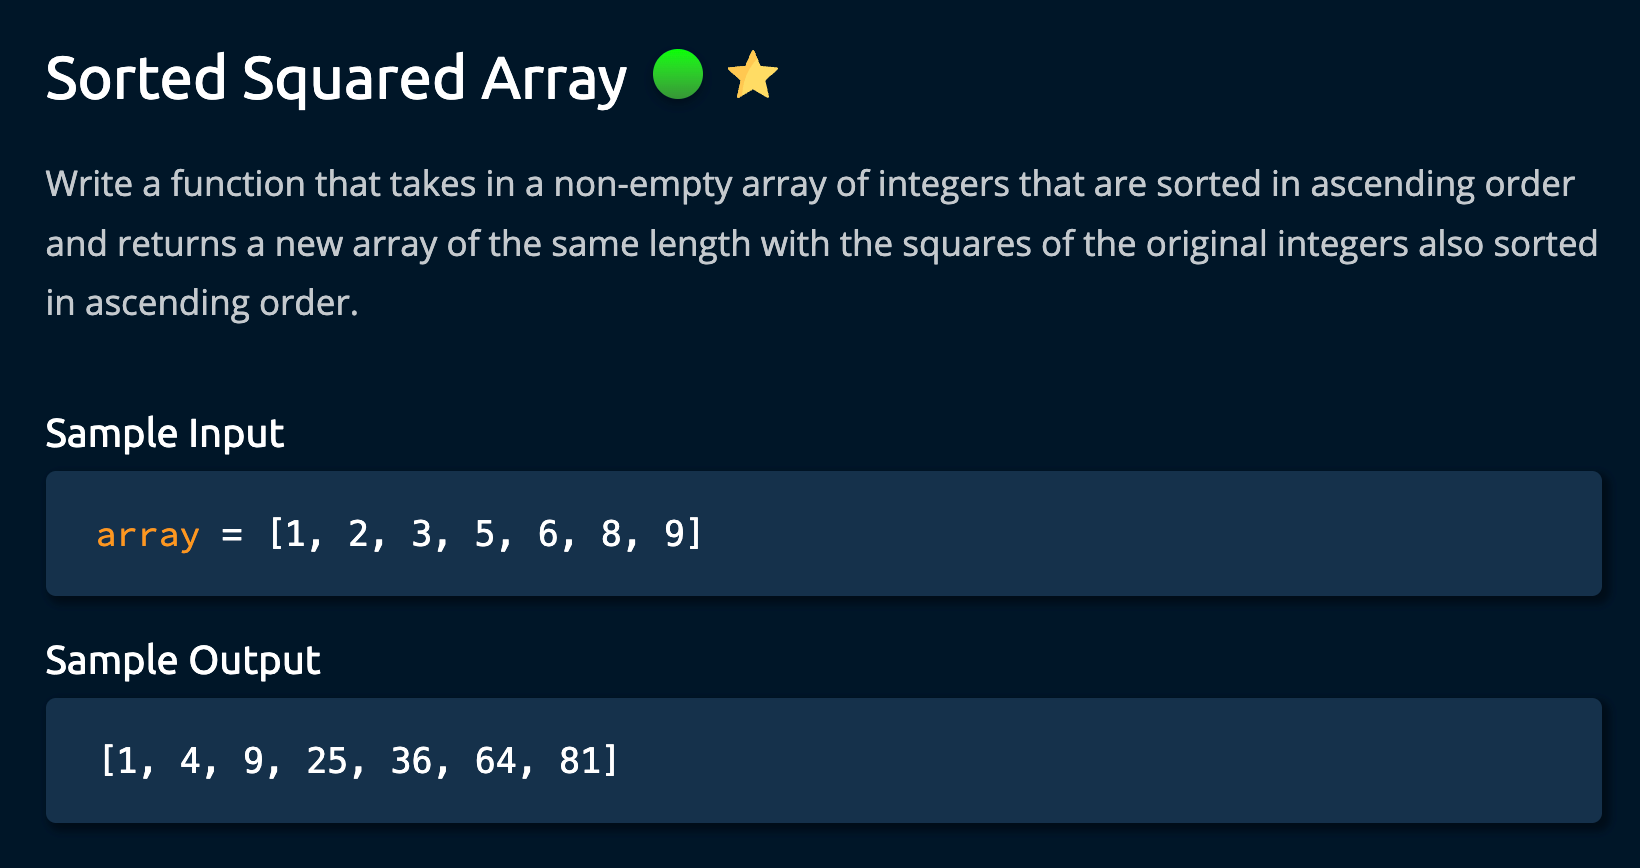 Sorted Squared Array
Write a function that takes in a non-empty array of integers that are sorted in ascending order
and returns a new array of the same length with the squares of the original integers also sorted
in ascending order.
Sample Input
array = [1, 2, 3, 5, 6, 8, 9]
Sample Output
[1, 4, 9, 25, 36, 64, 81]